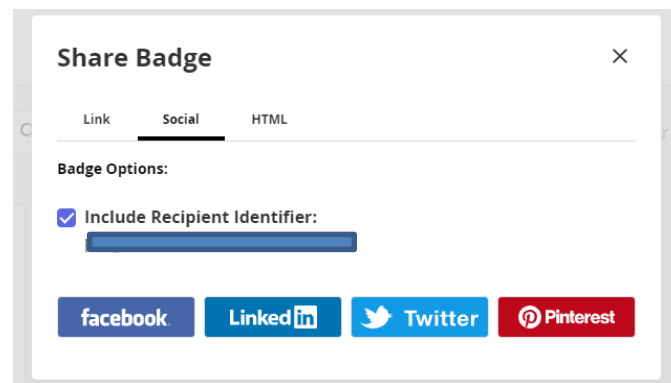 Share Badge
Link Social HTML
Badge Options:
Include Recipient Identifier:
facebook. Linked in Twitter Pinterest